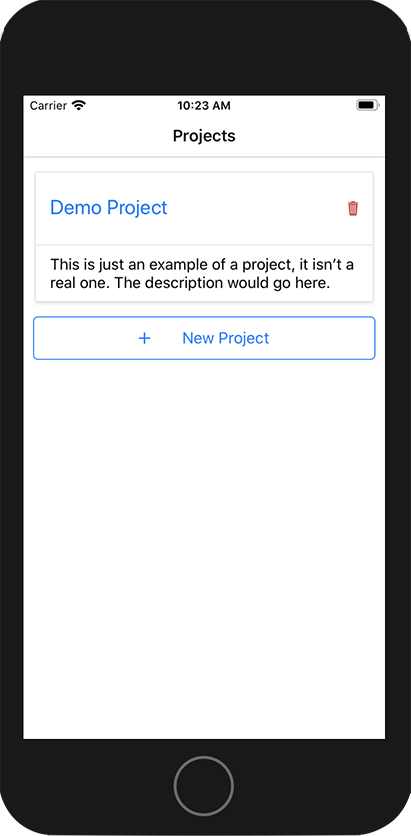 Carrier
10:23 AM
Projects
Demo Project
This is just an example of a project, it isn’t a
real one. The description would go here.
+ New Project